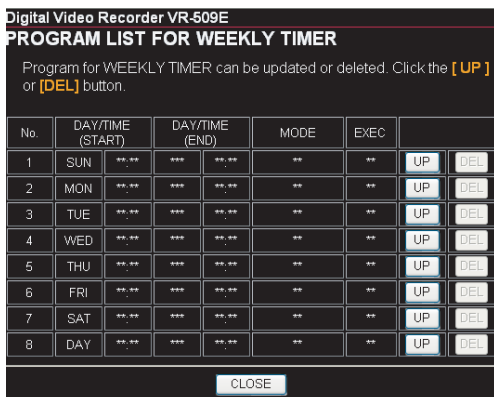 Digital Video Recorder VR-509E
PROGRAM LIST FOR WEEKLY TIMER
Program for WEEKLY TIMER can be updated or deleted. Click the [ UP ]
or [DEL] button.
No. DAY/TIME (START) DAY/TIME (END) MODE EXEC
1 SUN **:** *** **:** ** ** UP DEL
2 MON **:** *** **:** ** ** UP DEL
3 TUE **:** *** **:** ** ** UP DEL
4 WED **:** *** **:** ** ** UP DEL
5 THU **:** *** **:** ** ** UP DEL
6 FRI **:** *** **:** ** ** UP DEL
7 SAT **:** *** **:** ** ** UP DEL
8 DAY **:** *** **:** ** ** UP DEL
CLOSE